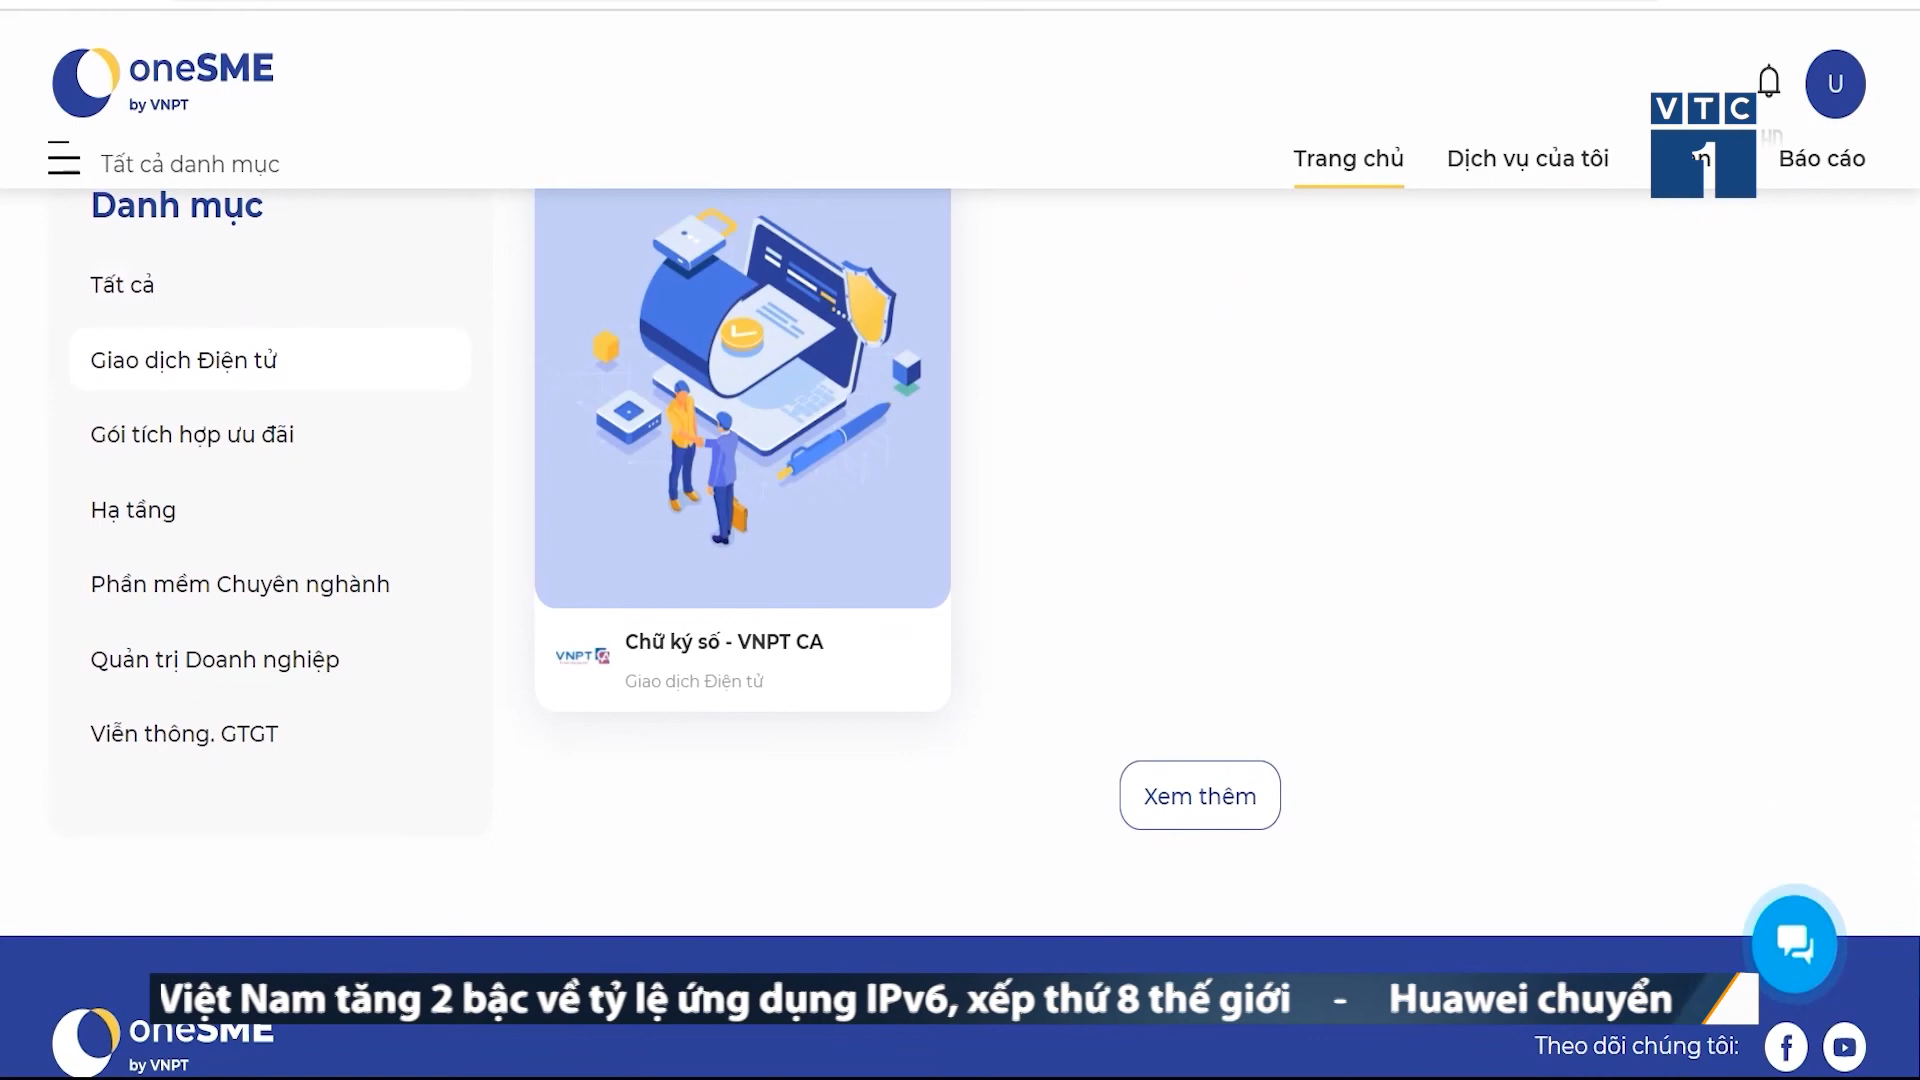 oneSME
by VNPT
U
VTC
1
Tất cả danh mục
Trang chủ
Dịch vụ của tôi
Báo cáo
Danh mục
Tất cả
Giao dịch Điện tử
Gói tích hợp ưu đãi
Hạ tầng
Phần mềm Chuyên nghành
Quản trị Doanh nghiệp
Viễn thông. GTGT
VNPT CA
Chữ ký số - VNPT CA
Giao dịch Điện tử
Xem thêm
Việt Nam tăng 2 bậc về tỷ lệ ứng dụng IPv6, xếp thứ 8 thế giới - Huawei chuyển
oneSME
by VNPT
Theo dõi chúng tôi: